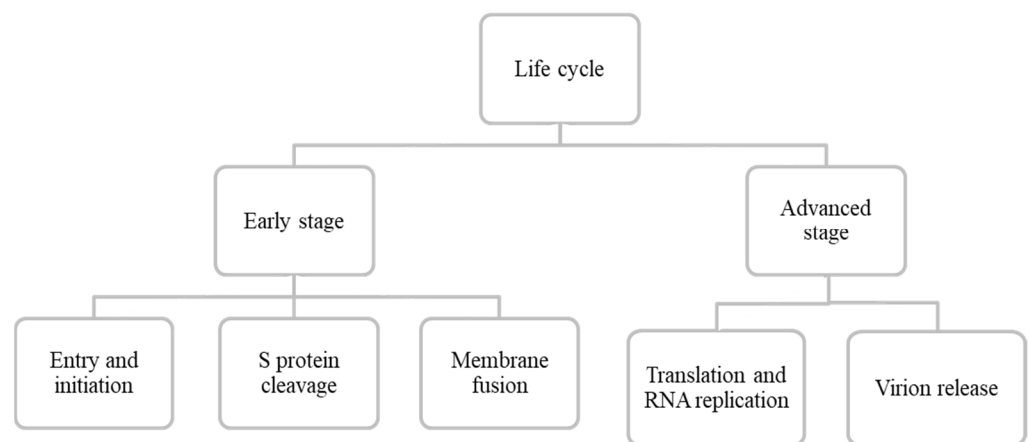 Life cycle
Early stage
Advanced
stage
Entry and
initiation
S protein
cleavage
Membrane
fusion
Translation and
RNA replication
Virion release